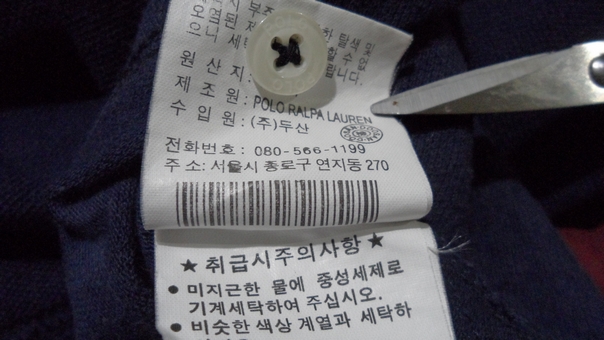 원 산 지 :
제 조 원 : POLO RALPA LAUREN
수 입 원 : (주)두산
전화번호 : 080-566-1199
주 소: 서울시 종로구 연지동 270
★ 취급시주의사항 ★
● 미지근한 물에 중성세제로
기계세탁하여 주십시오.
● 비슷한 색상 계열과 세탁하